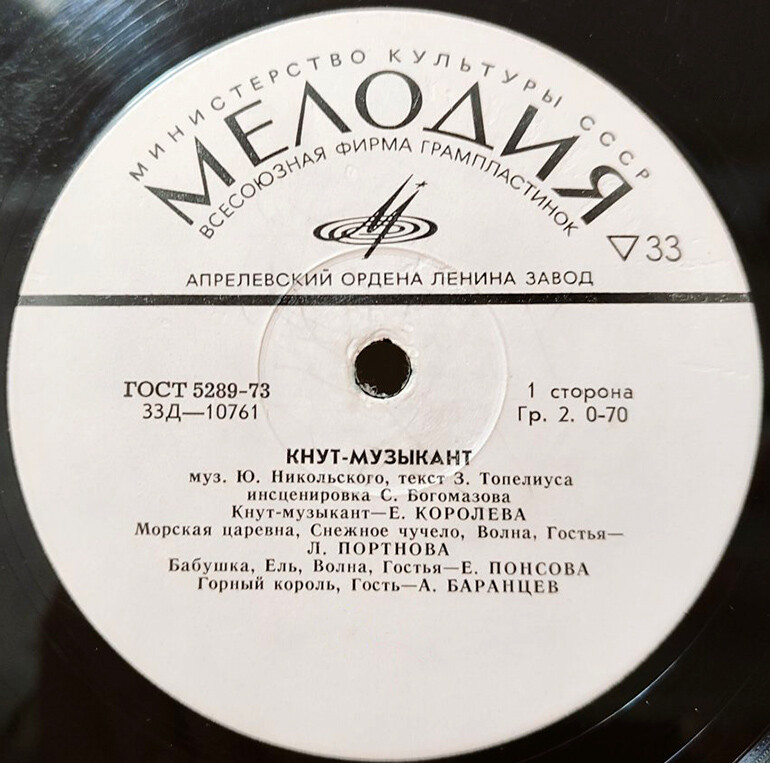 МИНИСТЕРСТВО КУЛЬТУРЫ СССР
МЕЛОДИЯ
ВСЕСОЮЗНАЯ ФИРМА ГРАМПЛАСТИНОК
33
АПРЕЛЕВСКИЙ ОРДЕНА ЛЕНИНА ЗАВОД
ГОСТ 5289-73
33Д—10761
1 сторона
Гр. 2. 0-70
КНУТ-МУЗЫКАНТ
муз. Ю. Никольского, текст З. Топелиуса
инсценировка С. Богомазова
Кнут-музыкант—Е. КОРОЛЕВА
Морская царевна, Снежное чучело, Волна, Гостья—
Л. ПОРТНОВА
Бабушка, Ель, Волна, Гостья—Е. ПОНСОВА
Горный король, Гость—А. БАРАНЦЕВ